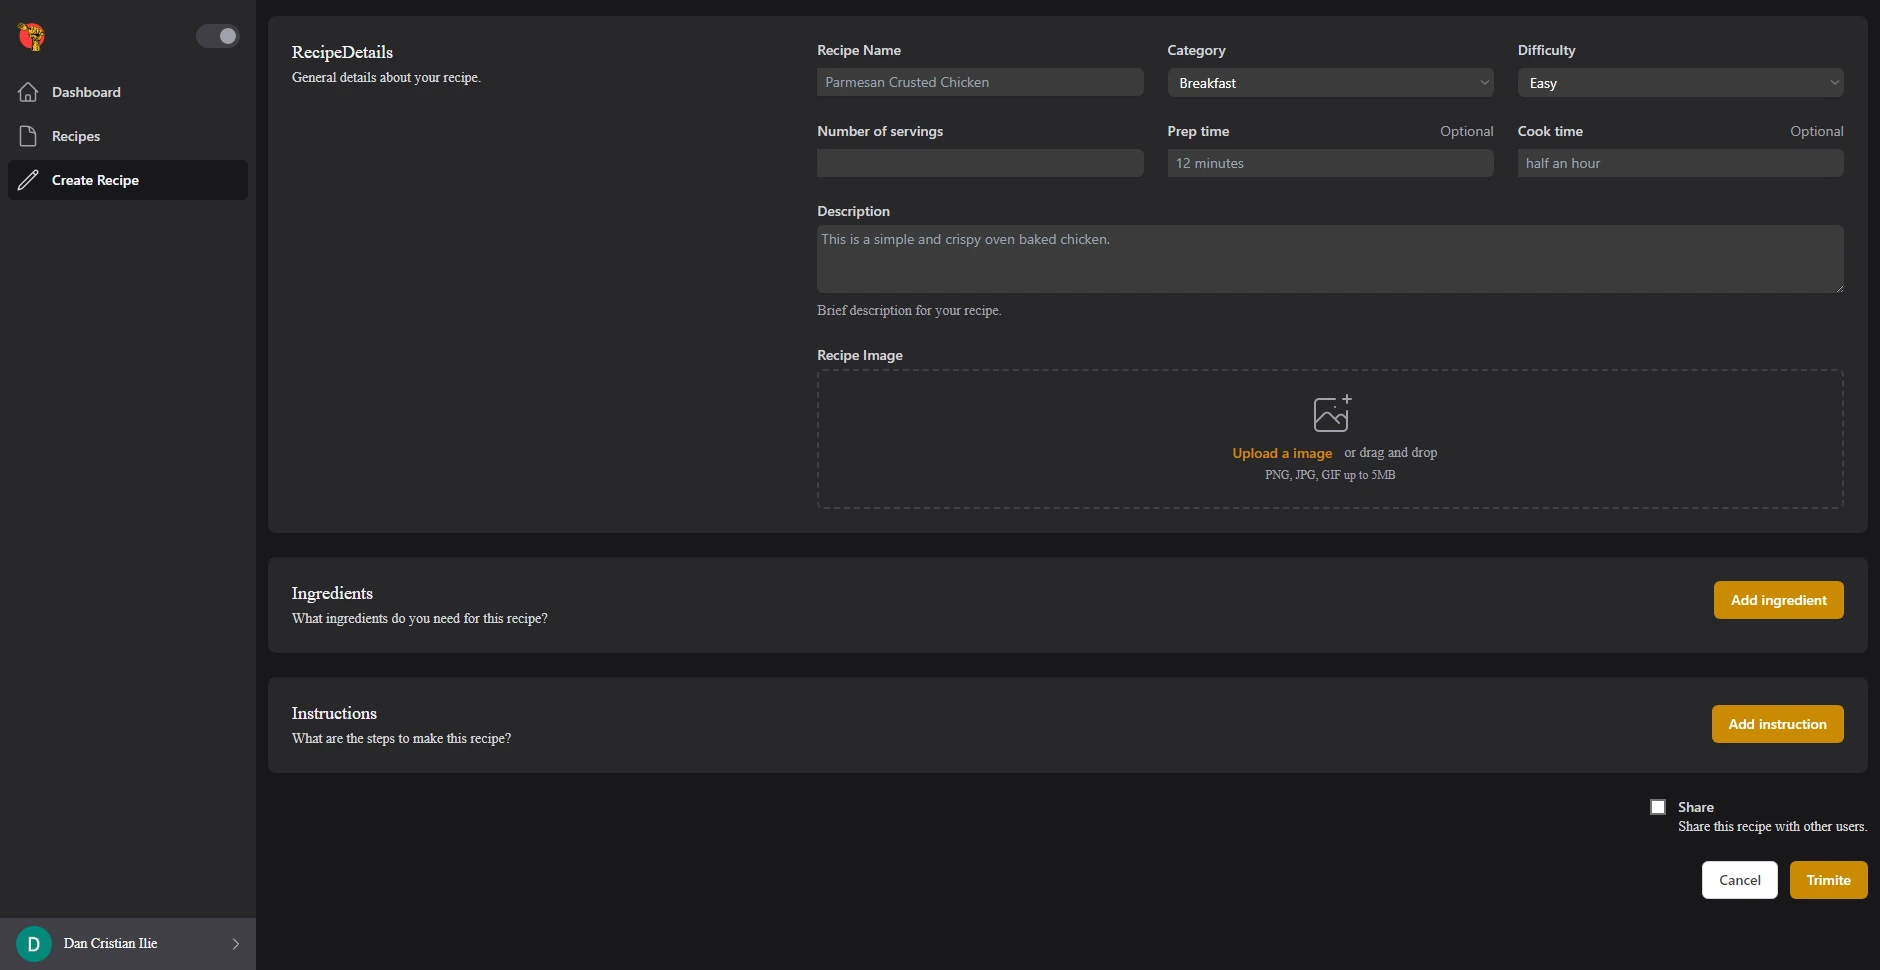 Dashboard
Recipes
Create Recipe
Dan Cristian Ilie
D
RecipeDetails
General details about your recipe.
Recipe Name
Parmesan Crusted Chicken
Category
Breakfast
Difficulty
Easy
Number of servings
Prep time Optional
12 minutes
Cook time Optional
half an hour
Description
This is a simple and crispy oven baked chicken.
Brief description for your recipe.
Recipe Image
Upload a image or drag and drop
PNG, JPG, GIF up to 5MB
Ingredients
What ingredients do you need for this recipe?
Add ingredient
Instructions
What are the steps to make this recipe?
Add instruction
Share
Share this recipe with other users.
Cancel
Trimite